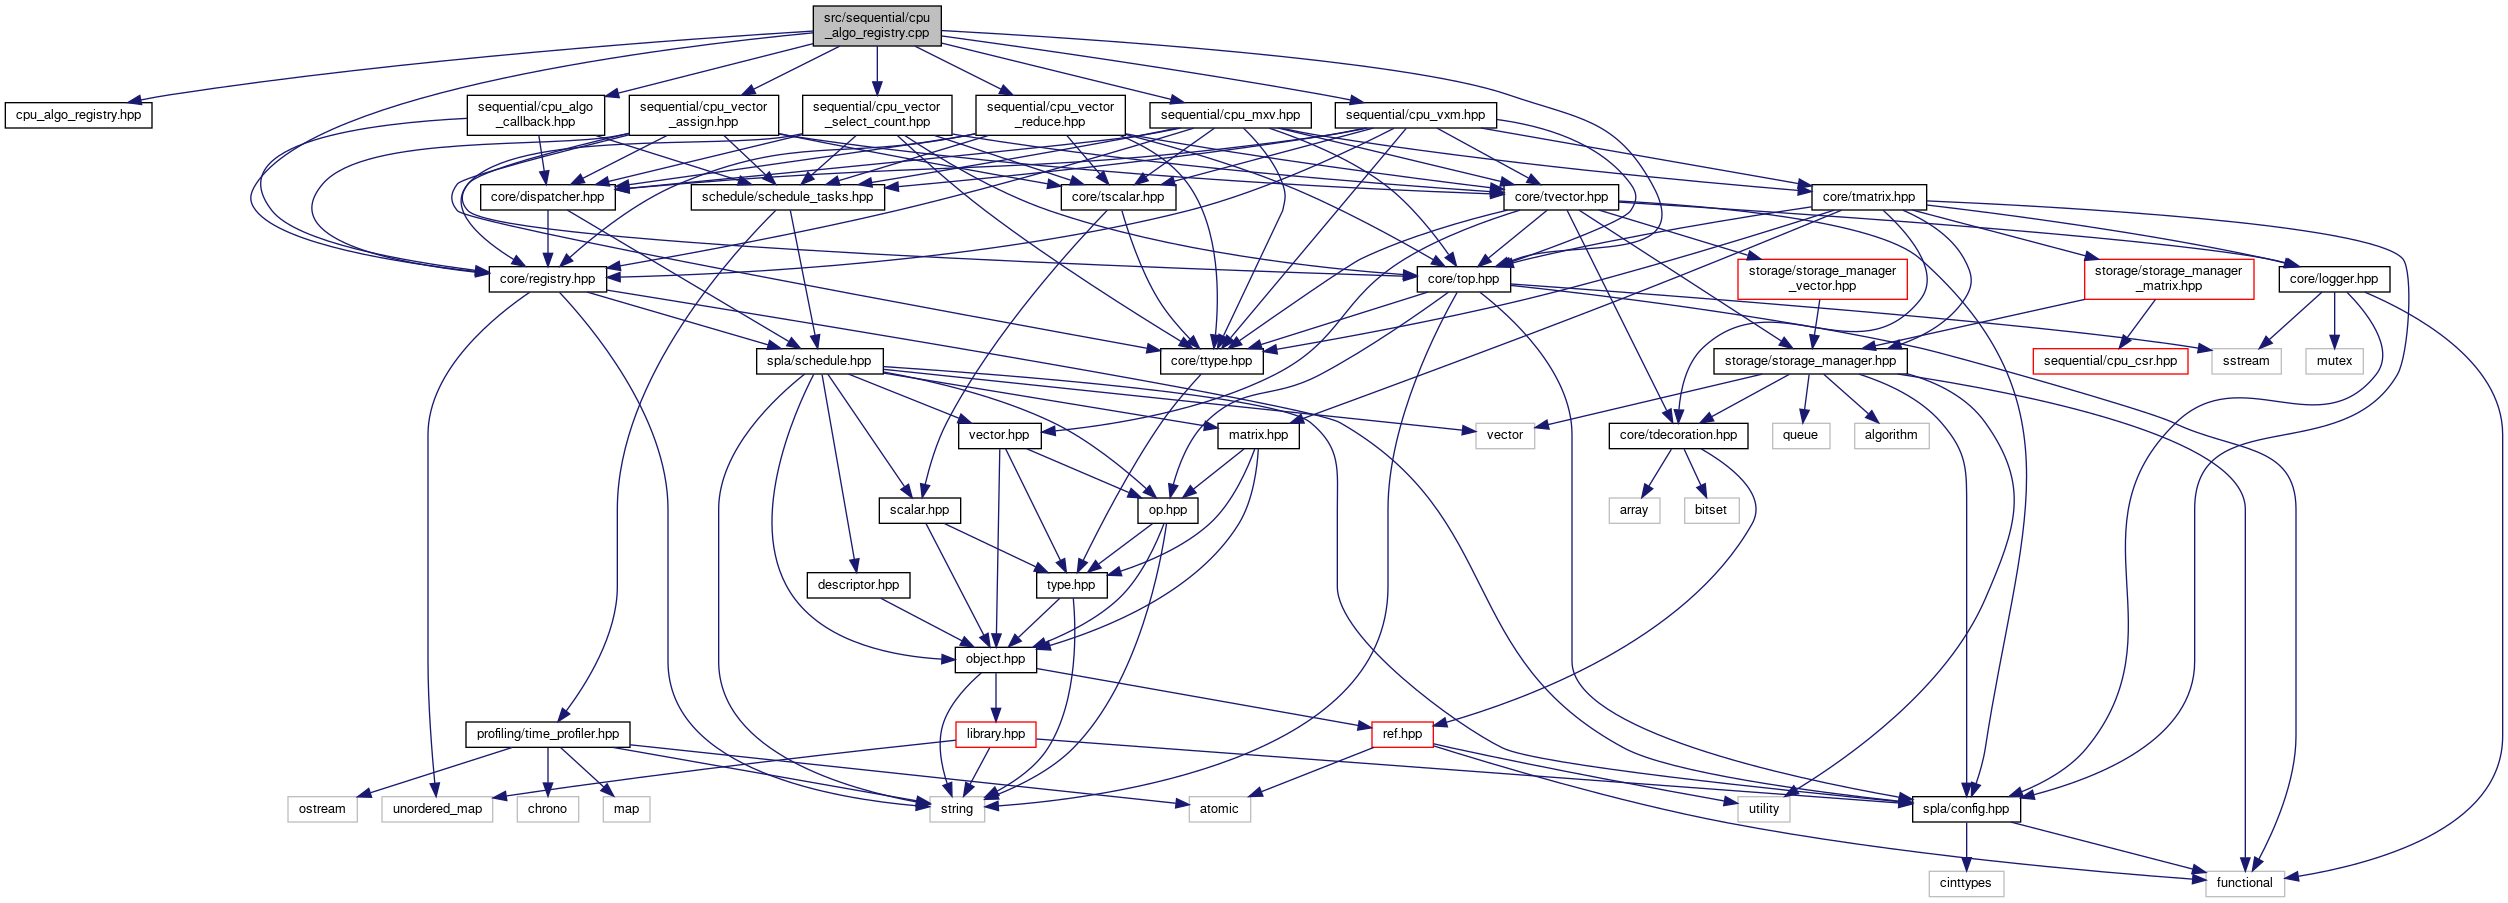 src/sequential/cpu
_algo_registry.cpp
cpu_algo_registry.hpp
sequential/cpu_algo
_callback.hpp
sequential/cpu_vector
_assign.hpp
sequential/cpu_vector
_select_count.hpp
sequential/cpu_vector
_reduce.hpp
sequential/cpu_mxv.hpp
sequential/cpu_vxm.hpp
core/dispatcher.hpp
schedule/schedule_tasks.hpp
core/tscalar.hpp
core/tvector.hpp
core/tmatrix.hpp
core/registry.hpp
core/top.hpp
storage/storage_manager
_vector.hpp
storage/storage_manager
_matrix.hpp
core/logger.hpp
spla/schedule.hpp
core/ttype.hpp
storage/storage_manager.hpp
sequential/cpu_csr.hpp
sstream
mutex
vector.hpp
matrix.hpp
vector
core/tdecoration.hpp
queue
algorithm
scalar.hpp
op.hpp
array
bitset
descriptor.hpp
type.hpp
object.hpp
profiling/time_profiler.hpp
library.hpp
ref.hpp
ostream
unordered_map
chrono
map
string
atomic
utility
spla/config.hpp
cinttypes
functional